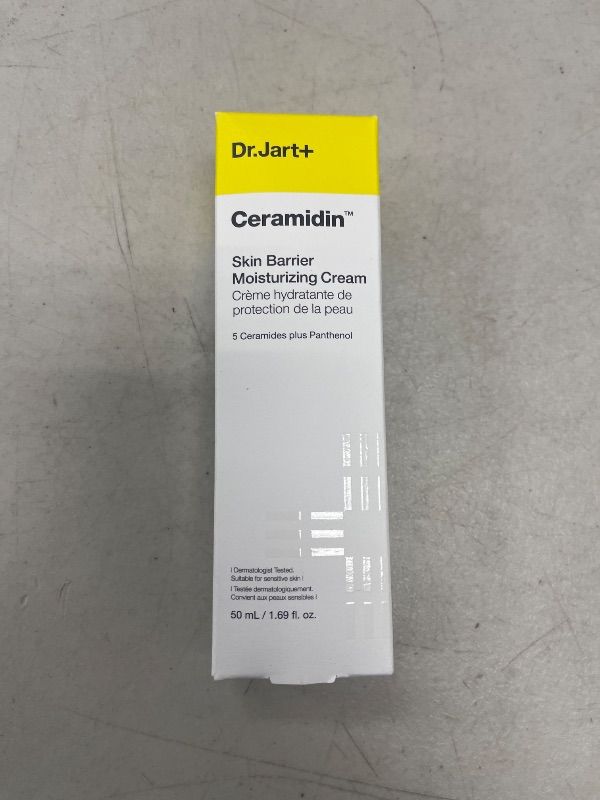 Dr.Jart+
Ceramidin™
Skin Barrier
Moisturizing Cream
Crème hydratante de
protection de la peau
5 Ceramides plus Panthenol
I Dermatologist Tested.
Suitable for sensitive skin I
I Testée dermatologiquement.
Convient aux peaux sensibles I
50 mL / 1.69 fl. oz.